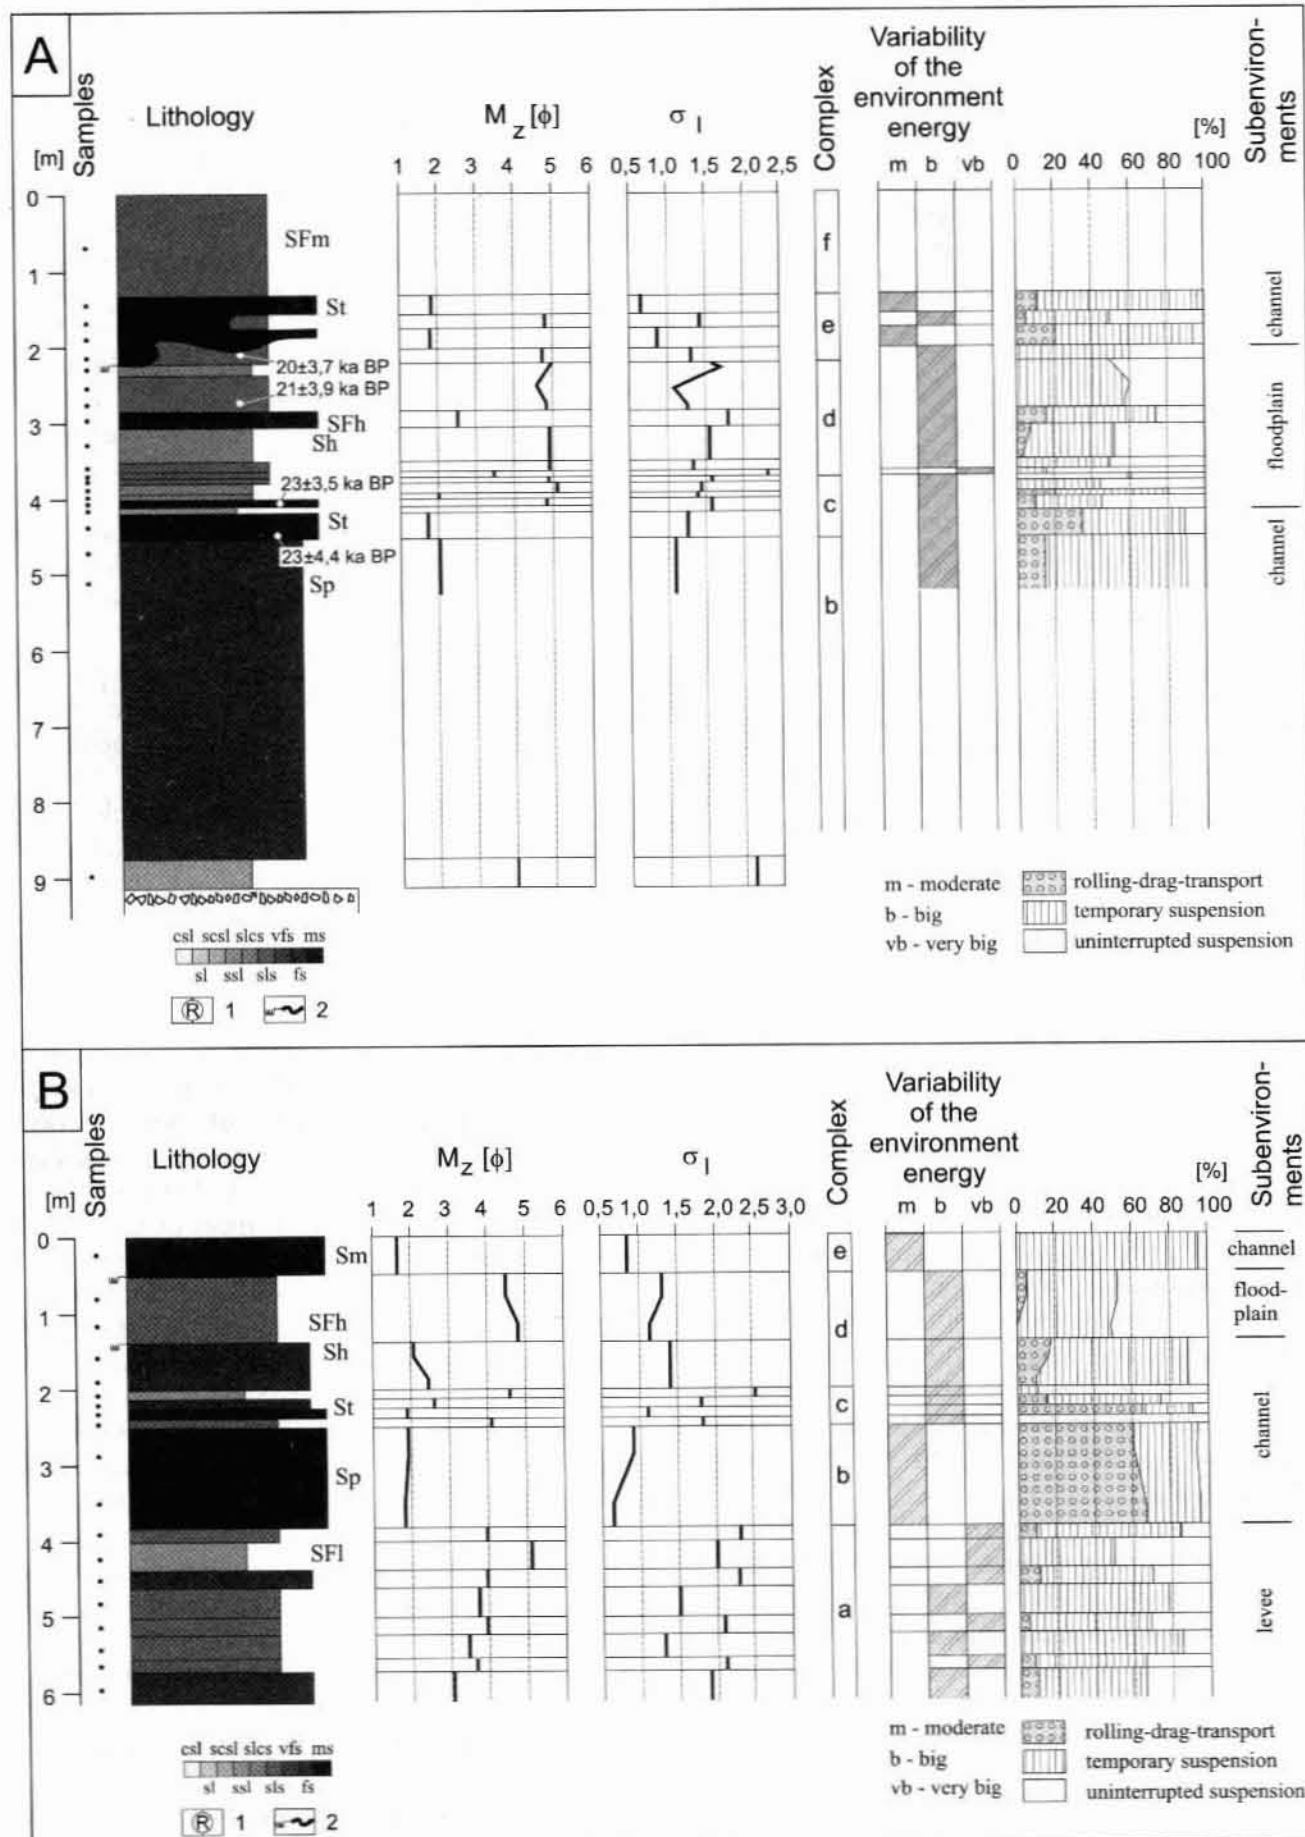 A
Samples
Lithology
M z [ϕ]
σ I
Complex
Variability
of the
environment
energy
[%]
Subenviron-
ments
[m]
1 2 3 4 5 6
0,5 1,0 1,5 2,0 2,5
m b vb
0 20 40 60 80 100
0
1
2
3
4
5
6
7
8
9
SFm
St
20±3,7 ka BP
21±3,9 ka BP
SFh
Sh
23±3,5 ka BP
St
23±4,4 ka BP
Sp
f
e
d
c
b
channel
floodplain
channel
m - moderate
b - big
vb - very big
rolling-drag-transport
temporary suspension
uninterrupted suspension
csl scsl slcs vfs ms
sl ssl sls fs
R 1 2
B
Samples
Lithology
M z [ϕ]
σ I
Complex
Variability
of the
environment
energy
[%]
Subenviron-
ments
[m]
1 2 3 4 5 6
0,5 1,0 1,5 2,0 2,5 3,0
m b vb
0 20 40 60 80 100
0
1
2
3
4
5
6
Sm
SFh
Sh
St
Sp
SFl
e
d
c
b
a
channel
flood-
plain
channel
levee
m - moderate
b - big
vb - very big
rolling-drag-transport
temporary suspension
uninterrupted suspension
csl scsl slcs vfs ms
sl ssl sls fs
R 1 2